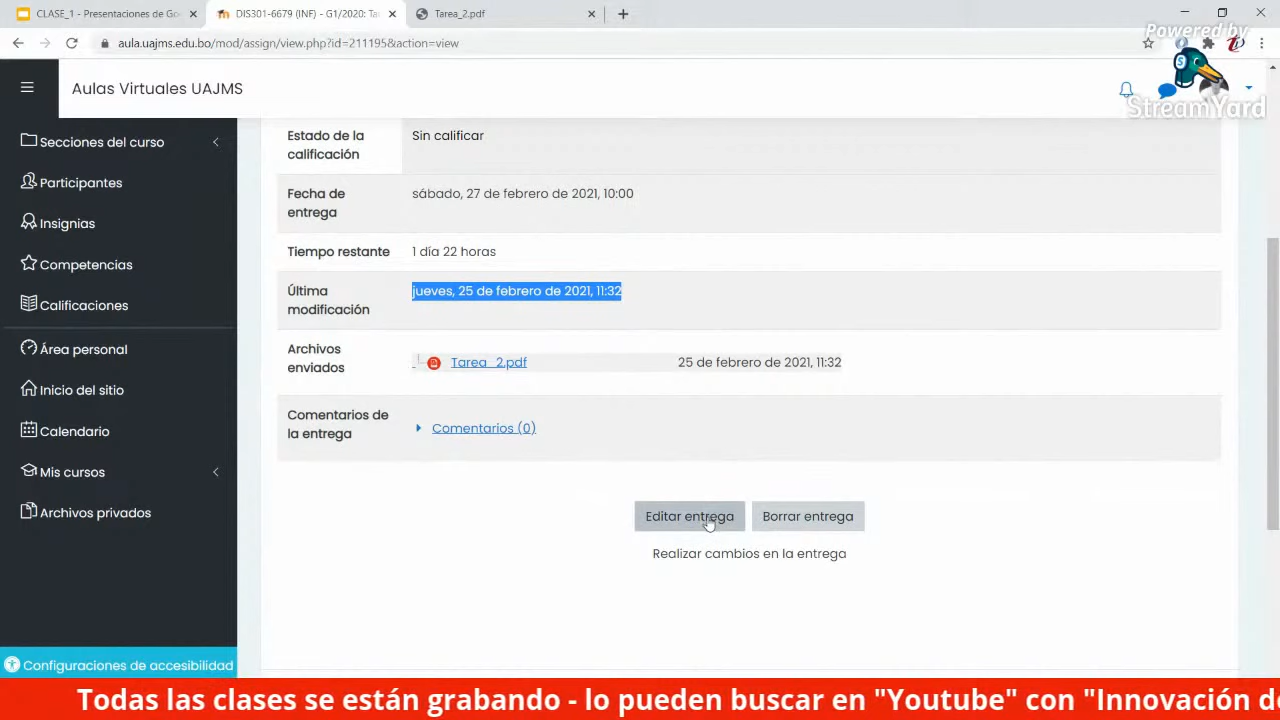 CLASE_1 - Presentaciones de Go
DIS301-6679 (INF) - G1/2020: Ta
Tarea_2.pdf
aula.uajms.edu.bo/mod/assign/view.php?id=211195&action=view
Powered by
StreamYard
Aulas Virtuales UAJMS
Secciones del curso
Participantes
Insignias
Competencias
Calificaciones
Área personal
Inicio del sitio
Calendario
Mis cursos
Archivos privados
Configuraciones de accesibilidad
Estado de la
calificación
Sin calificar
Fecha de
entrega
sábado, 27 de febrero de 2021, 10:00
Tiempo restante
1 día 22 horas
Última
modificación
jueves, 25 de febrero de 2021, 11:32
Archivos
enviados
Tarea_2.pdf
25 de febrero de 2021, 11:32
Comentarios de
la entrega
Comentarios (0)
Editar entrega
Borrar entrega
Realizar cambios en la entrega
Todas las clases se están grabando - lo pueden buscar en "Youtube" con "Innovación de